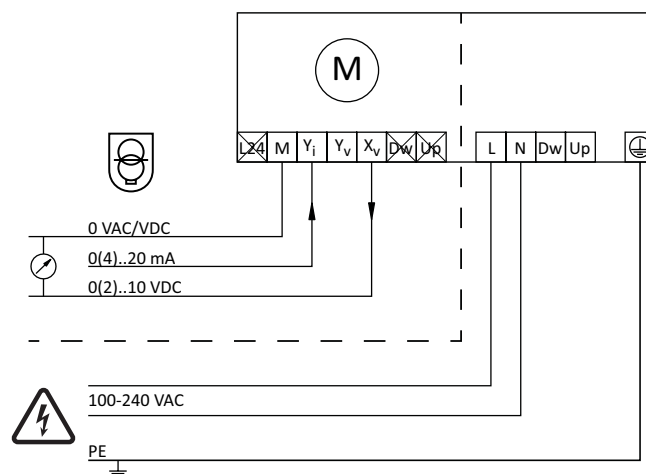 M
L24 M Yi Yv Xv Dw Up L N Dw Up
0 VAC/VDC
0(4)..20 mA
0(2)..10 VDC
100-240 VAC
PE